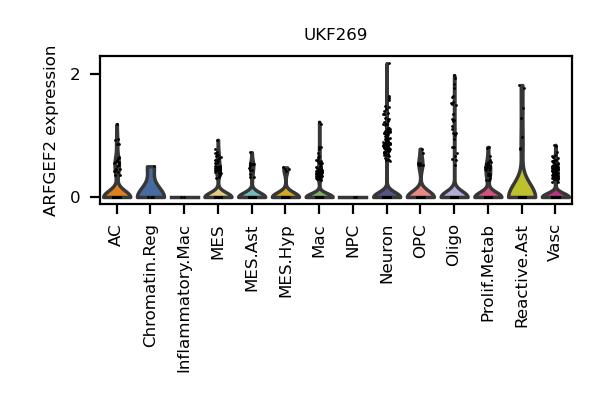 UKF269
ARFGEF2 expression
2
0
AC
Chromatin.Reg
Inflammatory.Mac
MES
MES.Ast
MES.Hyp
Mac
NPC
Neuron
OPC
Oligo
Prolif.Metab
Reactive.Ast
Vasc